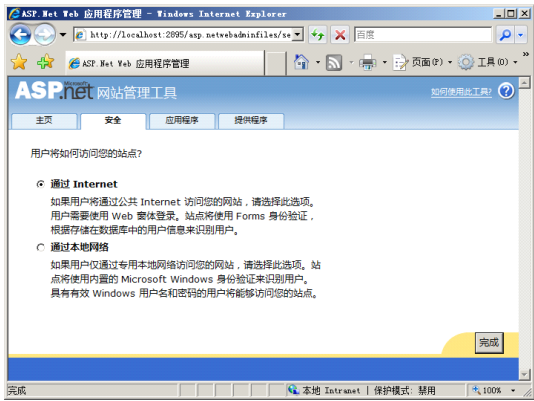 ASP.Net Web 应用程序管理 - Windows Internet Explorer
http://localhost:2895/asp.netwebadminfiles/se
百度
ASP.Net Web 应用程序管理
页面(P)
工具(O)
Microsoft
ASP.net 网站管理工具
如何使用此工具?
主页
安全
应用程序
提供程序
用户将如何访问您的站点?
通过 Internet
如果用户将通过公共 Internet 访问您的网站，请选择此选项。
用户需要使用 Web 窗体登录。站点将使用 Forms 身份验证，
根据存储在数据库中的用户信息来识别用户。
通过本地网络
如果用户仅通过专用本地网络访问您的网站，请选择此选项。站
点将使用内置的 Microsoft Windows 身份验证来识别用户。
具有有效 Windows 用户名和密码的用户将能够访问您的站点。
完成
完成
本地 Intranet | 保护模式: 禁用
100%